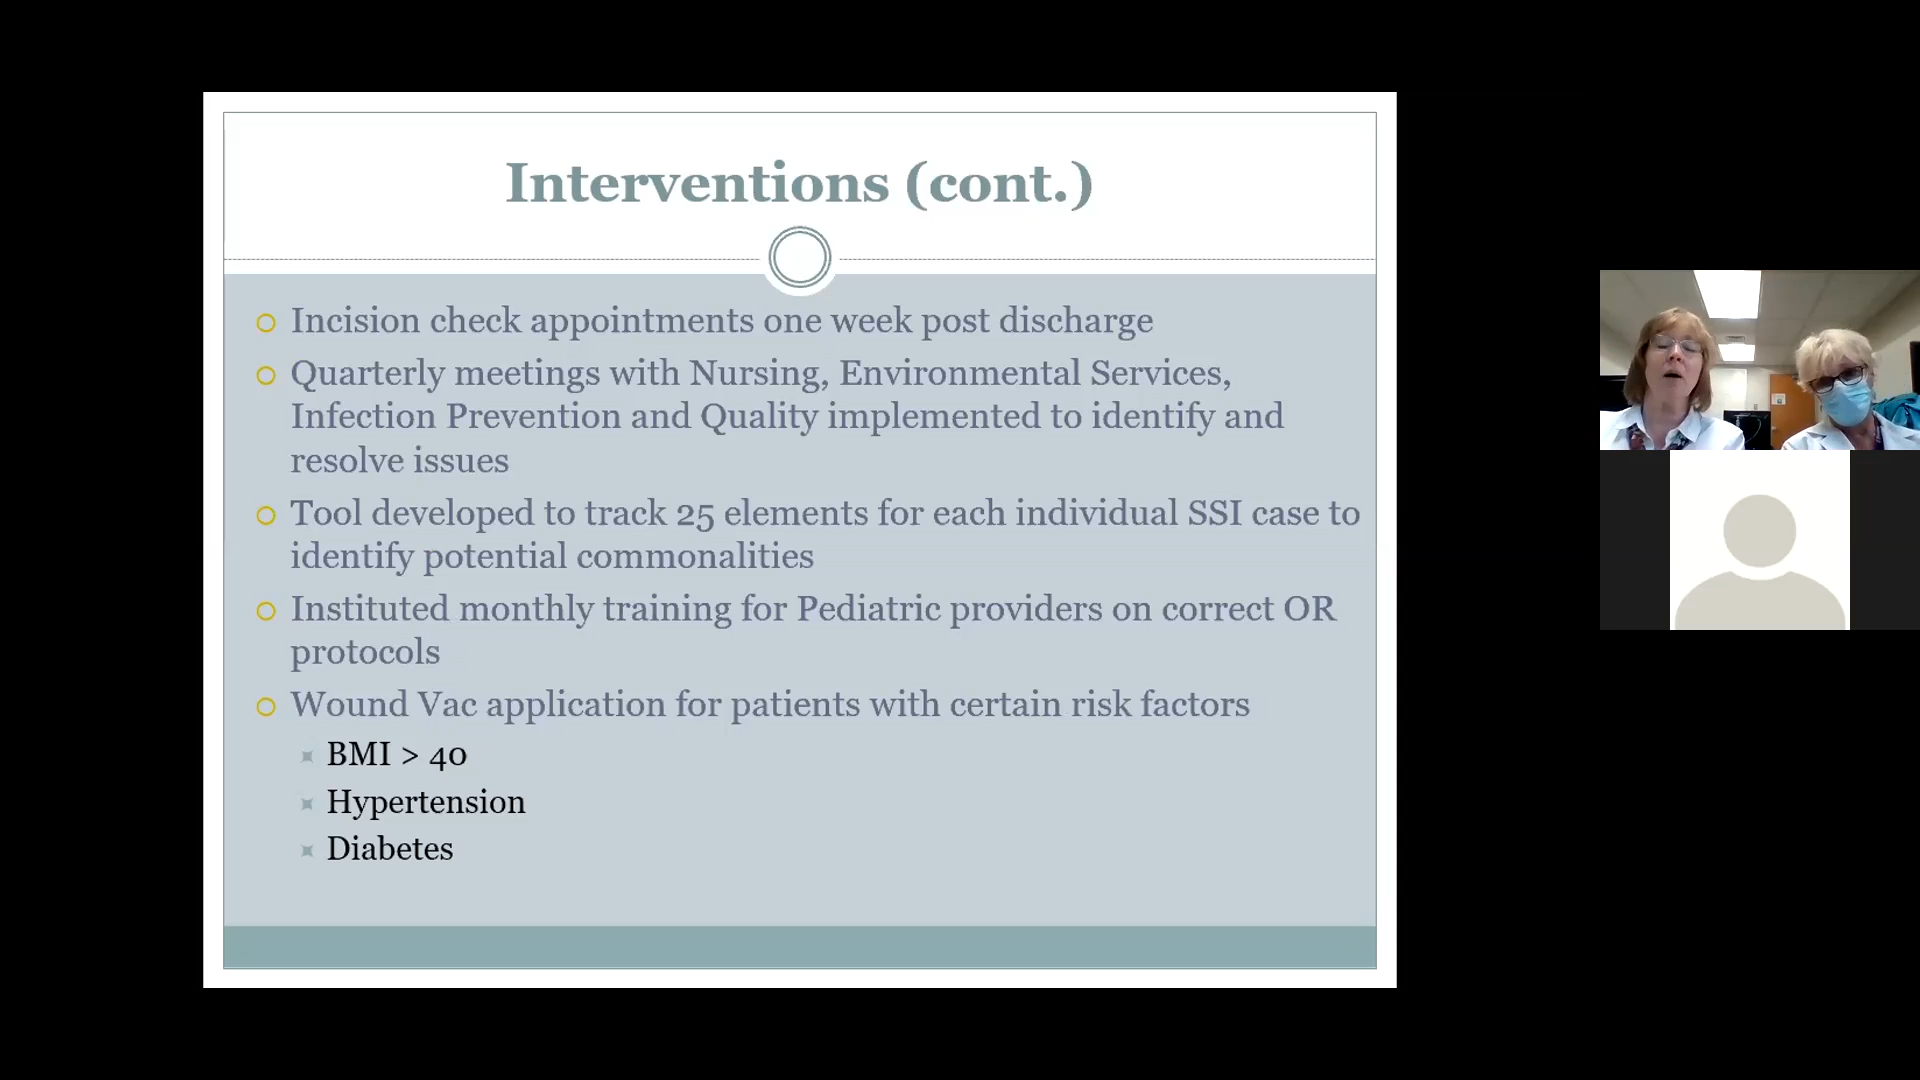 Interventions (cont.)
Incision check appointments one week post discharge
Quarterly meetings with Nursing, Environmental Services,
Infection Prevention and Quality implemented to identify and
resolve issues
Tool developed to track 25 elements for each individual SSI case to
identify potential commonalities
Instituted monthly training for Pediatric providers on correct OR
protocols
Wound Vac application for patients with certain risk factors
BMI > 40
Hypertension
Diabetes